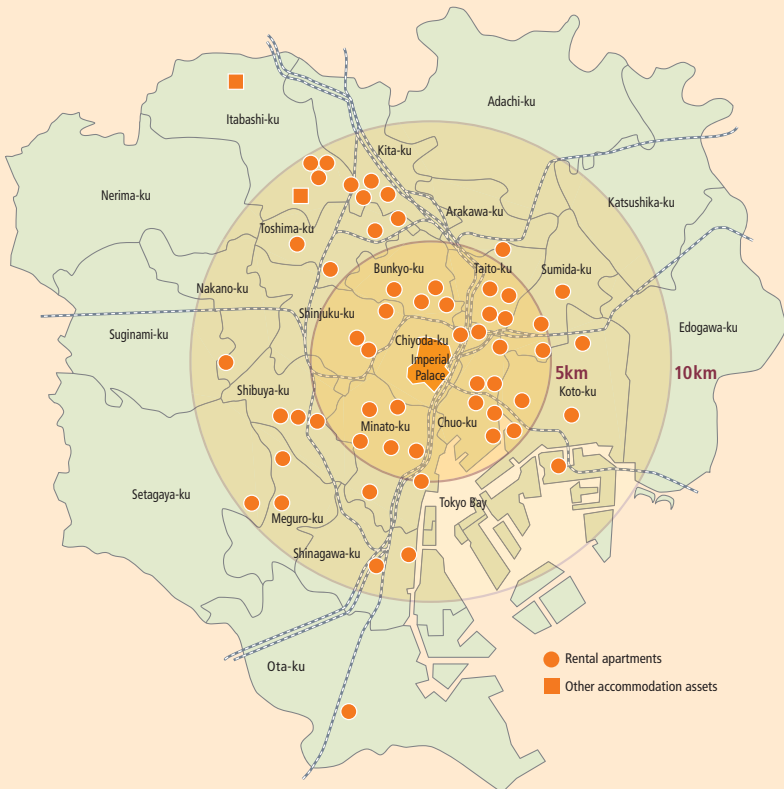 Adachi-ku
Itabashi-ku
Kita-ku
Nerima-ku
Katsushika-ku
Arakawa-ku
Toshima-ku
Bunkyo-ku
Taito-ku
Sumida-ku
Nakano-ku
Shinjuku-ku
Edogawa-ku
Suginami-ku
Chiyoda-ku
Imperial
Palace
5km
10km
Shibuya-ku
Koto-ku
Minato-ku
Chuo-ku
Setagaya-ku
Tokyo Bay
Meguro-ku
Shinagawa-ku
Ota-ku
Rental apartments
Other accommodation assets